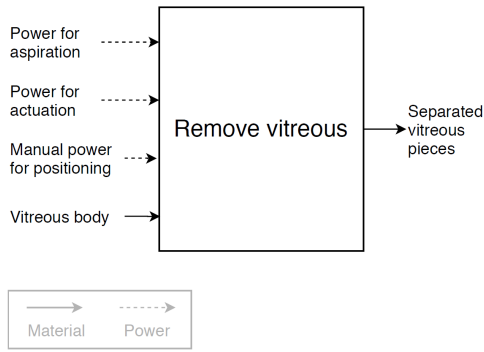 Power for
aspiration
Power for
actuation
Manual power
for positioning
Vitreous body
Remove vitreous
Separated
vitreous
pieces
Material
Power